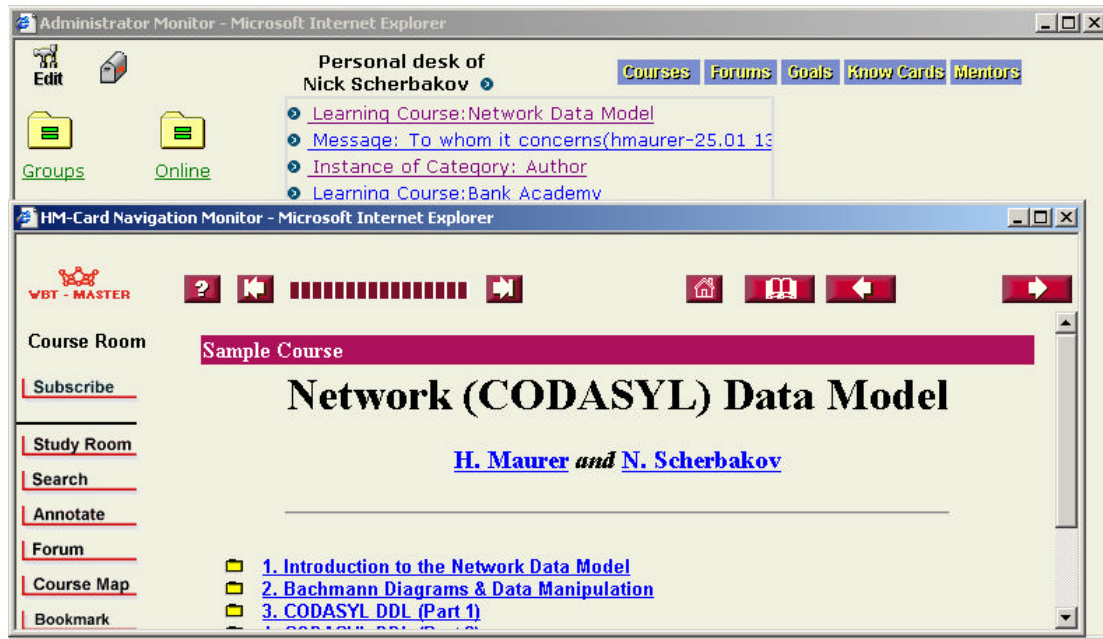 Administrator Monitor - Microsoft Internet Explorer
Edit
Personal desk of
Nick Scherbakov
Courses Forums Goals Know Cards Mentors
Groups
Online
Learning Course:Network Data Model
Message: To whom it concerns(hmaurer-25.01 13
Instance of Category: Author
Learning Course:Bank Academy
HM-Card Navigation Monitor - Microsoft Internet Explorer
WBT - MASTER
?
Course Room
Subscribe
Study Room
Search
Annotate
Forum
Course Map
Bookmark
Sample Course
Network (CODASYL) Data Model
H. Maurer and N. Scherbakov
1. Introduction to the Network Data Model
2. Bachmann Diagrams & Data Manipulation
3. CODASYL DDL (Part 1)